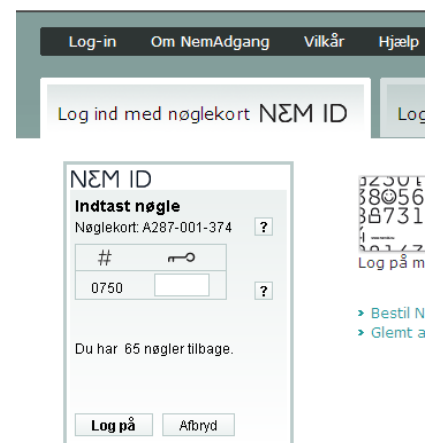 Log-in Om NemAdgang Vilkår Hjælp
Log ind med nøglekort NEM ID
NEM ID
Indtast nøgle
Nøglekort: A287-001-374 ?
#
0750 ?
Du har 65 nøgler tilbage.
Log på Afbryd
Log på
> Bestil
> Glemt